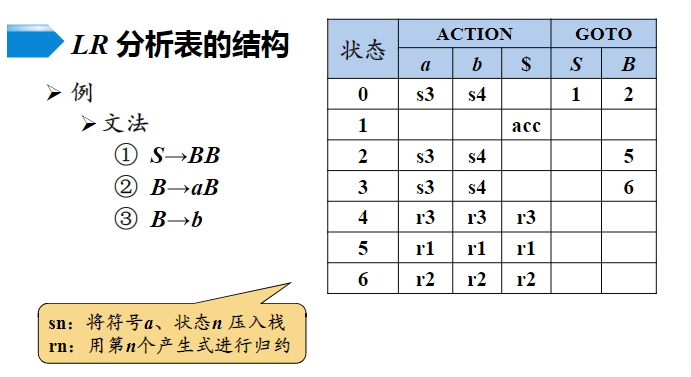 LR 分析表的结构
➢ 例
➢文法
① S→BB
② B→aB
③ B→b
sn：将符号a、状态n 压入栈
rn：用第n个产生式进行归约
状态 ACTION GOTO
a b $ S B
0 s3 s4 1 2
1 acc
2 s3 s4 5
3 s3 s4 6
4 r3 r3 r3
5 r1 r1 r1
6 r2 r2 r2